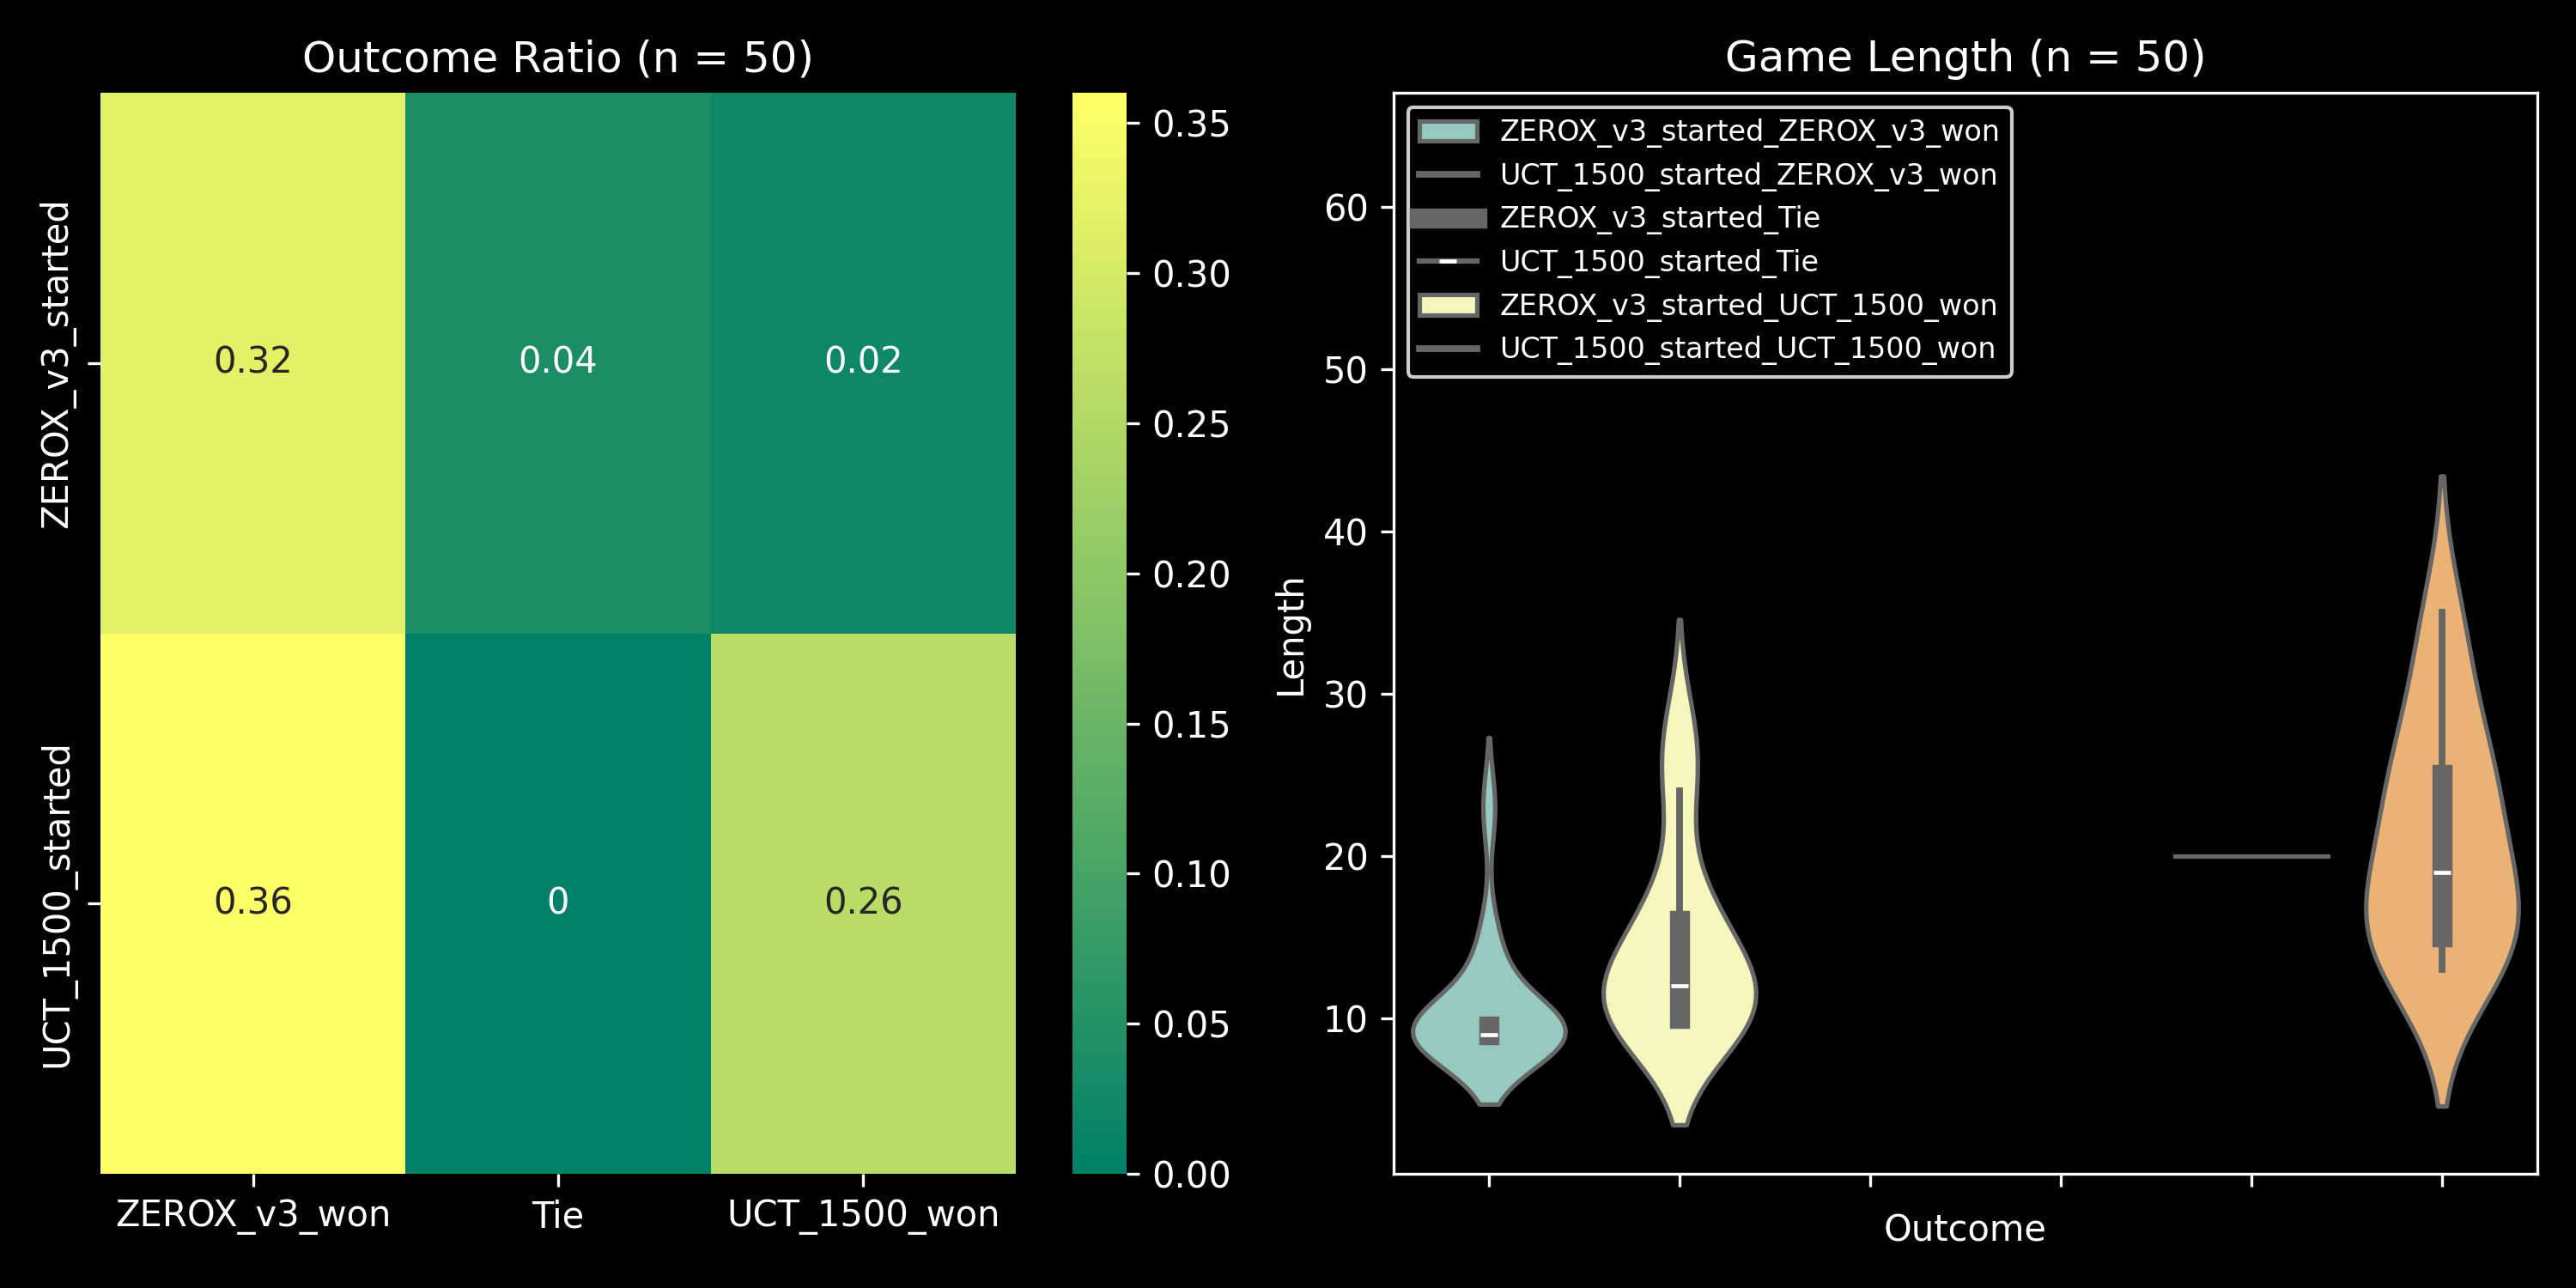 Outcome Ratio (n = 50)
ZEROX_v3_started
UCT_1500_started
0.32
0.04
0.02
0.36
0
0.26
ZEROX_v3_won
Tie
UCT_1500_won
0.35
0.30
0.25
0.20
0.15
0.10
0.05
0.00
Game Length (n = 50)
ZEROX_v3_started_ZEROX_v3_won
UCT_1500_started_ZEROX_v3_won
ZEROX_v3_started_Tie
UCT_1500_started_Tie
ZEROX_v3_started_UCT_1500_won
UCT_1500_started_UCT_1500_won
Length
60
50
40
30
20
10
Outcome